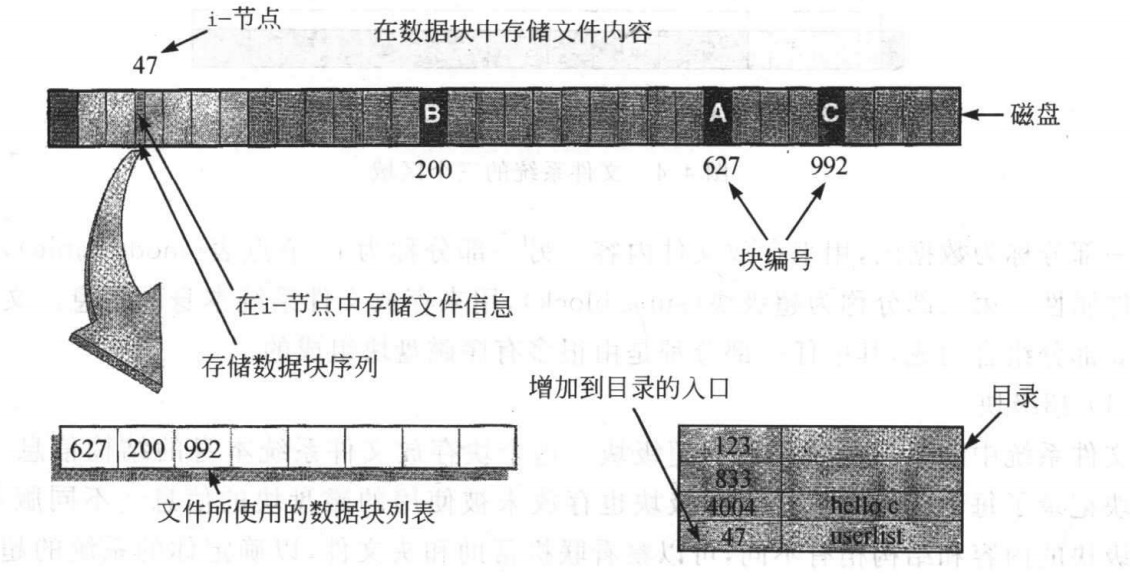 i-节点
在数据块中存储文件内容
47
B
A
C
磁盘
200
627
992
块编号
在i-节点中存储文件信息
存储数据块序列
增加到目录的入口
目录
627 200 992
文件所使用的数据块列表
123
833
4004 hello c
47 userlist